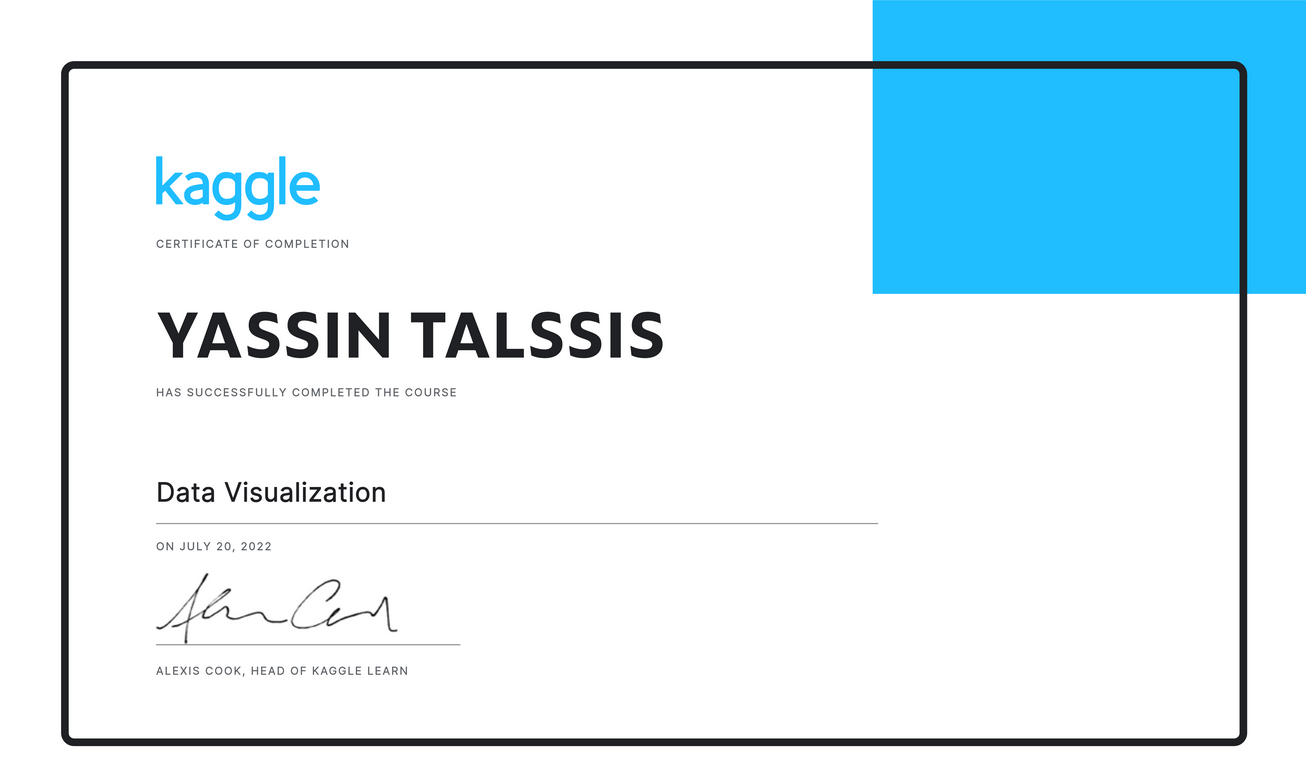 kaggle
CERTIFICATE OF COMPLETION
YASSIN TALSSIS
HAS SUCCESSFULLY COMPLETED THE COURSE
Data Visualization
ON JULY 20, 2022
Alexis Cook
ALEXIS COOK, HEAD OF KAGGLE LEARN